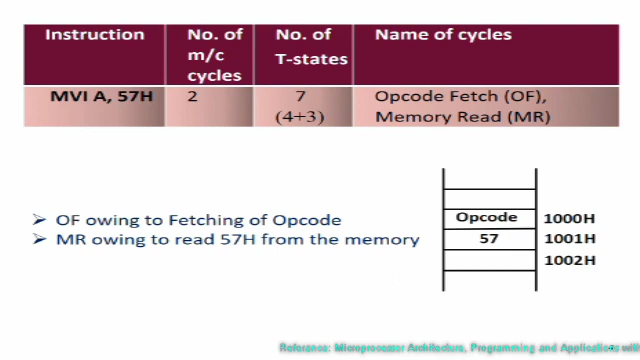 Instruction No. of m/c cycles No. of T-states Name of cycles
MVI A, 57H 2 7 (4+3) Opcode Fetch (OF), Memory Read (MR)
➢ OF owing to Fetching of Opcode
➢ MR owing to read 57H from the memory
Opcode 1000H
57 1001H
1002H
Reference: Microprocessor Architecture, Programming and Applications with